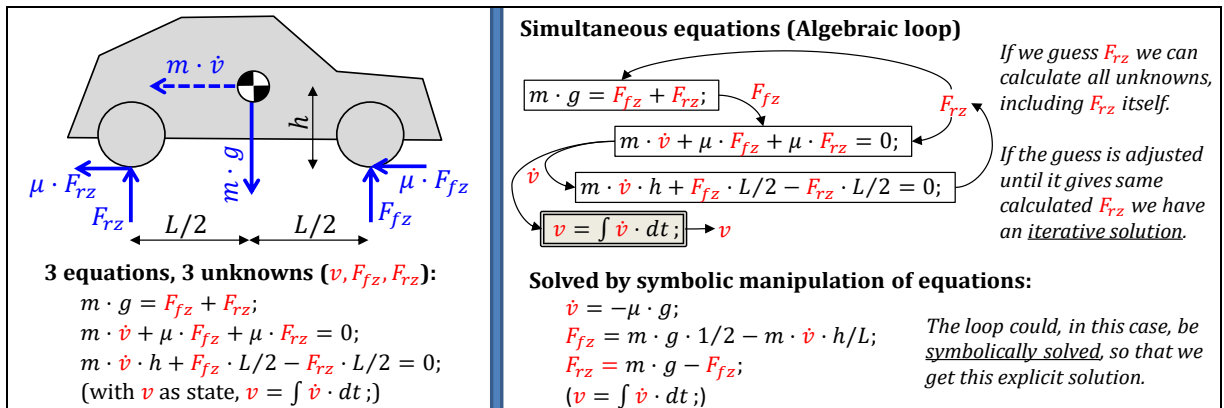 m · v̇
h
m · g
μ · F_rz
μ · F_fz
F_rz
L/2
L/2
F_fz
3 equations, 3 unknowns (v, F_fz, F_rz):
m · g = F_fz + F_rz;
m · v̇ + μ · F_fz + μ · F_rz = 0;
m · v̇ · h + F_fz · L/2 − F_rz · L/2 = 0;
(with v as state, v = ∫ v̇ · dt ;)
Simultaneous equations (Algebraic loop)
m · g = F_fz + F_rz;
F_fz
F_rz
m · v̇ + μ · F_fz + μ · F_rz = 0;
v̇
m · v̇ · h + F_fz · L/2 − F_rz · L/2 = 0;
v = ∫ v̇ · dt ;
v
If we guess F_rz we can
calculate all unknowns,
including F_rz itself.
If the guess is adjusted
until it gives same
calculated F_rz we have
an iterative solution.
Solved by symbolic manipulation of equations:
v̇ = −μ · g;
F_fz = m · g · 1/2 − m · v̇ · h/L;
F_rz = m · g − F_fz;
(v = ∫ v̇ · dt ;)
The loop could, in this case, be
symbolically solved, so that we
get this explicit solution.